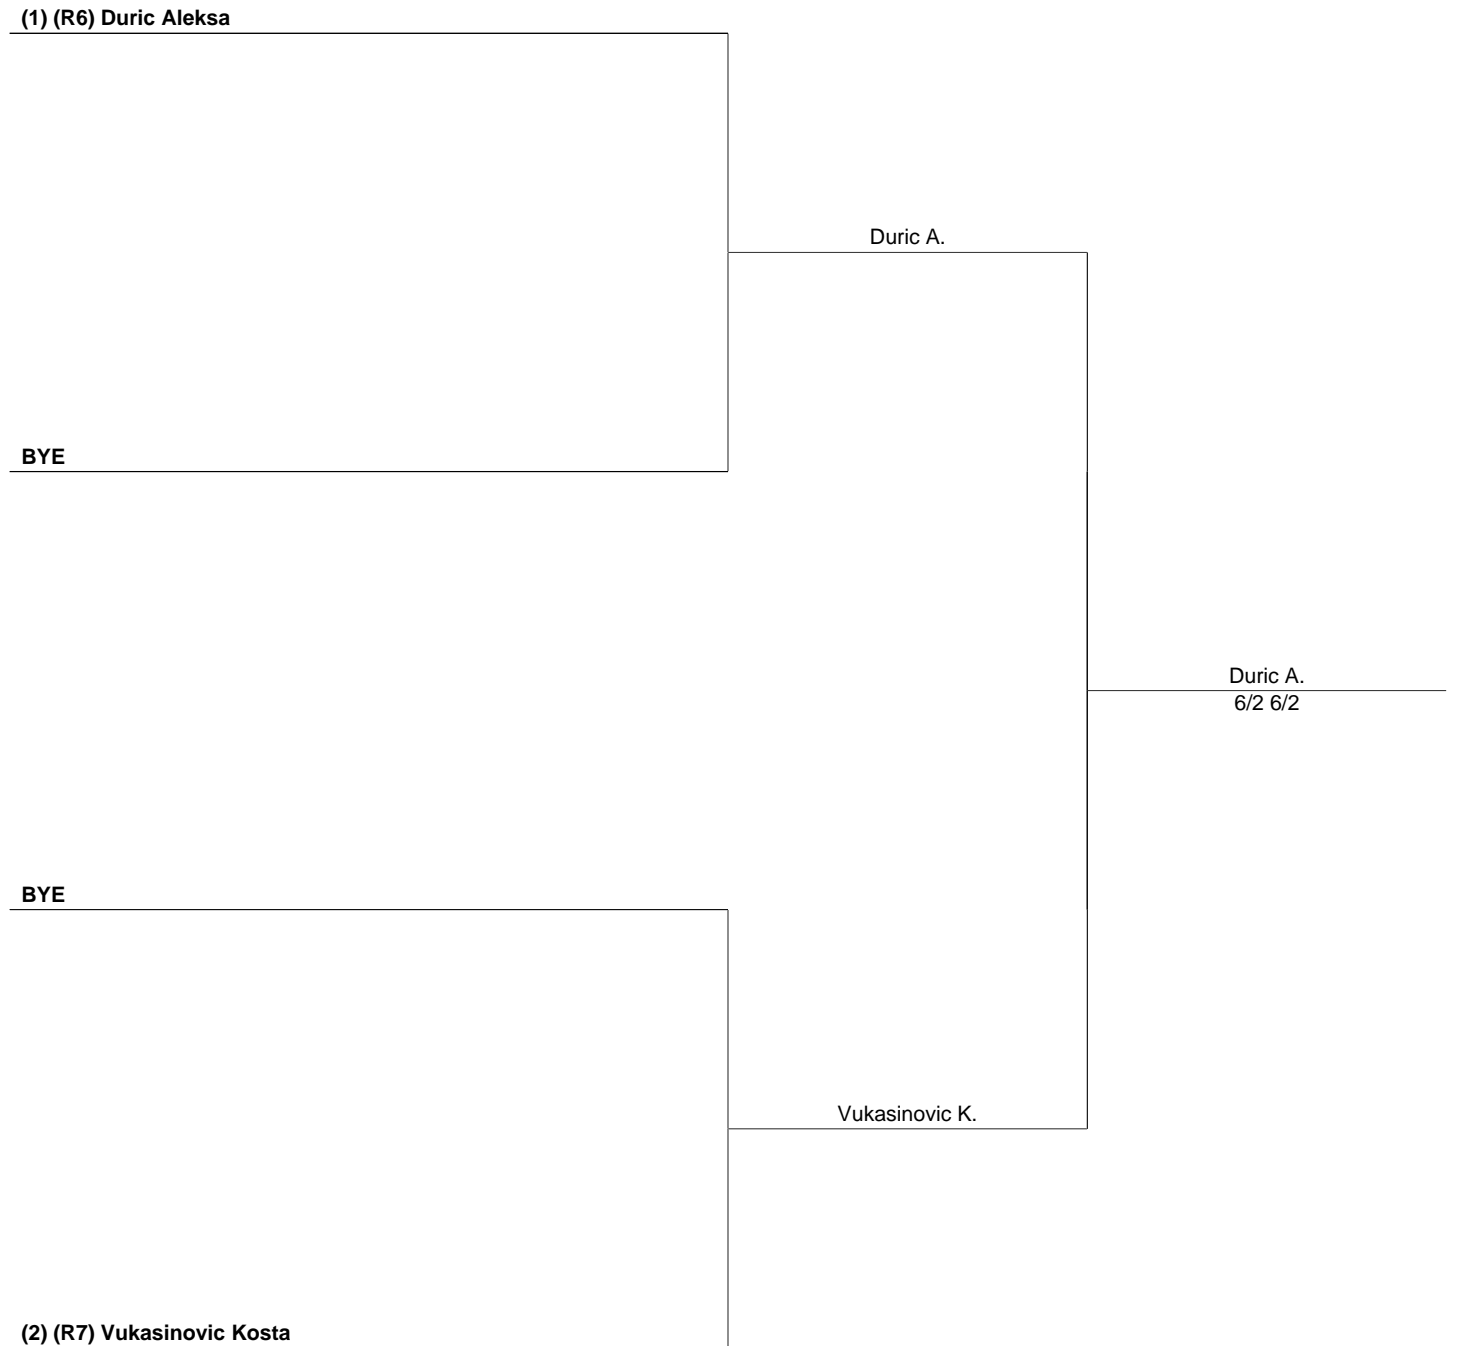 (1) (R6) Duric Aleksa
Duric A.
BYE
Duric A.
6/2 6/2
BYE
Vukasinovic K.
(2) (R7) Vukasinovic Kosta